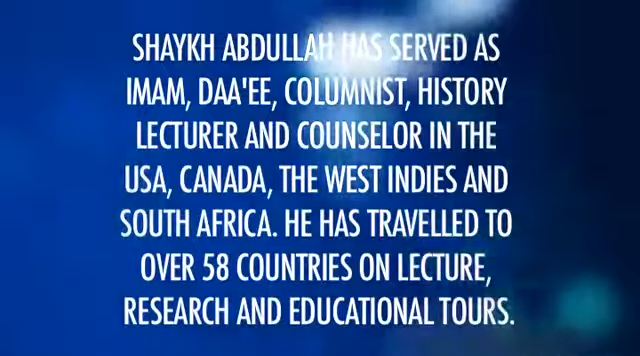 SHAYKH ABDULLAH HAS SERVED AS
IMAM, DAA'EE, COLUMNIST, HISTORY
LECTURER AND COUNSELOR IN THE
USA, CANADA, THE WEST INDIES AND
SOUTH AFRICA. HE HAS TRAVELLED TO
OVER 58 COUNTRIES ON LECTURE,
RESEARCH AND EDUCATIONAL TOURS.